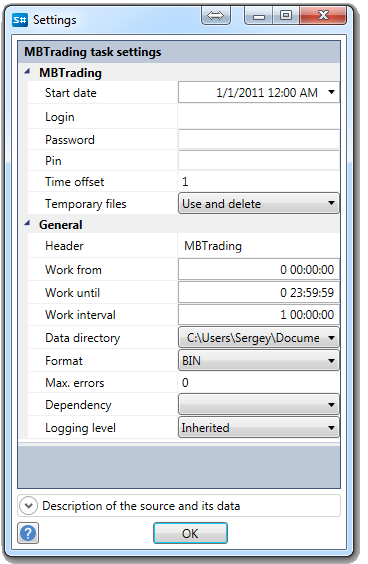 S# Settings
MBTrading task settings
MBTrading
Start date 1/1/2011 12:00 AM
Login
Password
Pin
Time offset 1
Temporary files Use and delete
General
Header MBTrading
Work from 0 00:00:00
Work until 0 23:59:59
Work interval 1 00:00:00
Data directory C:\Users\Sergey\Docume
Format BIN
Max. errors 0
Dependency
Logging level Inherited
Description of the source and its data
? OK